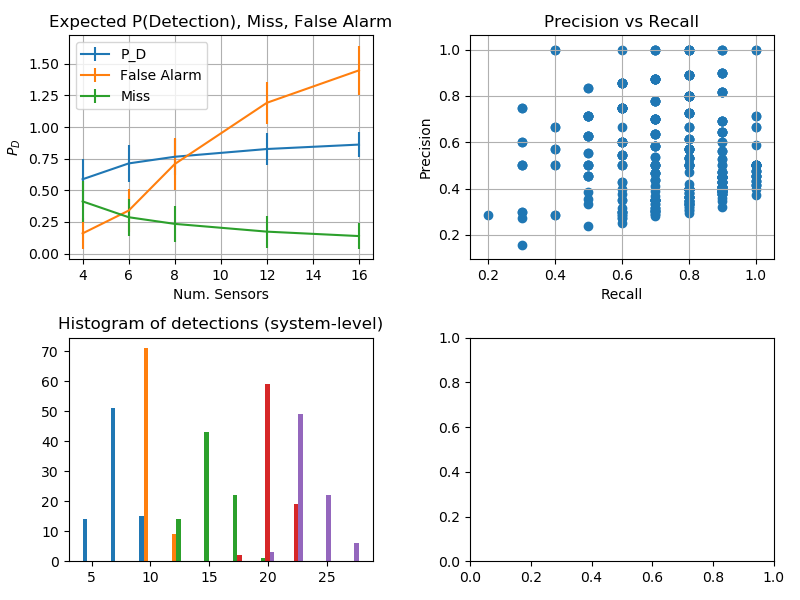 Expected P(Detection), Miss, False Alarm
P_D
False Alarm
Miss
1.50
1.25
1.00
0.75
0.50
0.25
0.00
P_D
4 6 8 10 12 14 16
Num. Sensors
Precision vs Recall
1.0
0.8
0.6
0.4
0.2
Precision
0.2 0.4 0.6 0.8 1.0
Recall
Histogram of detections (system-level)
70
60
50
40
30
20
10
0
5 10 15 20 25
1.0
0.8
0.6
0.4
0.2
0.0
0.0 0.2 0.4 0.6 0.8 1.0